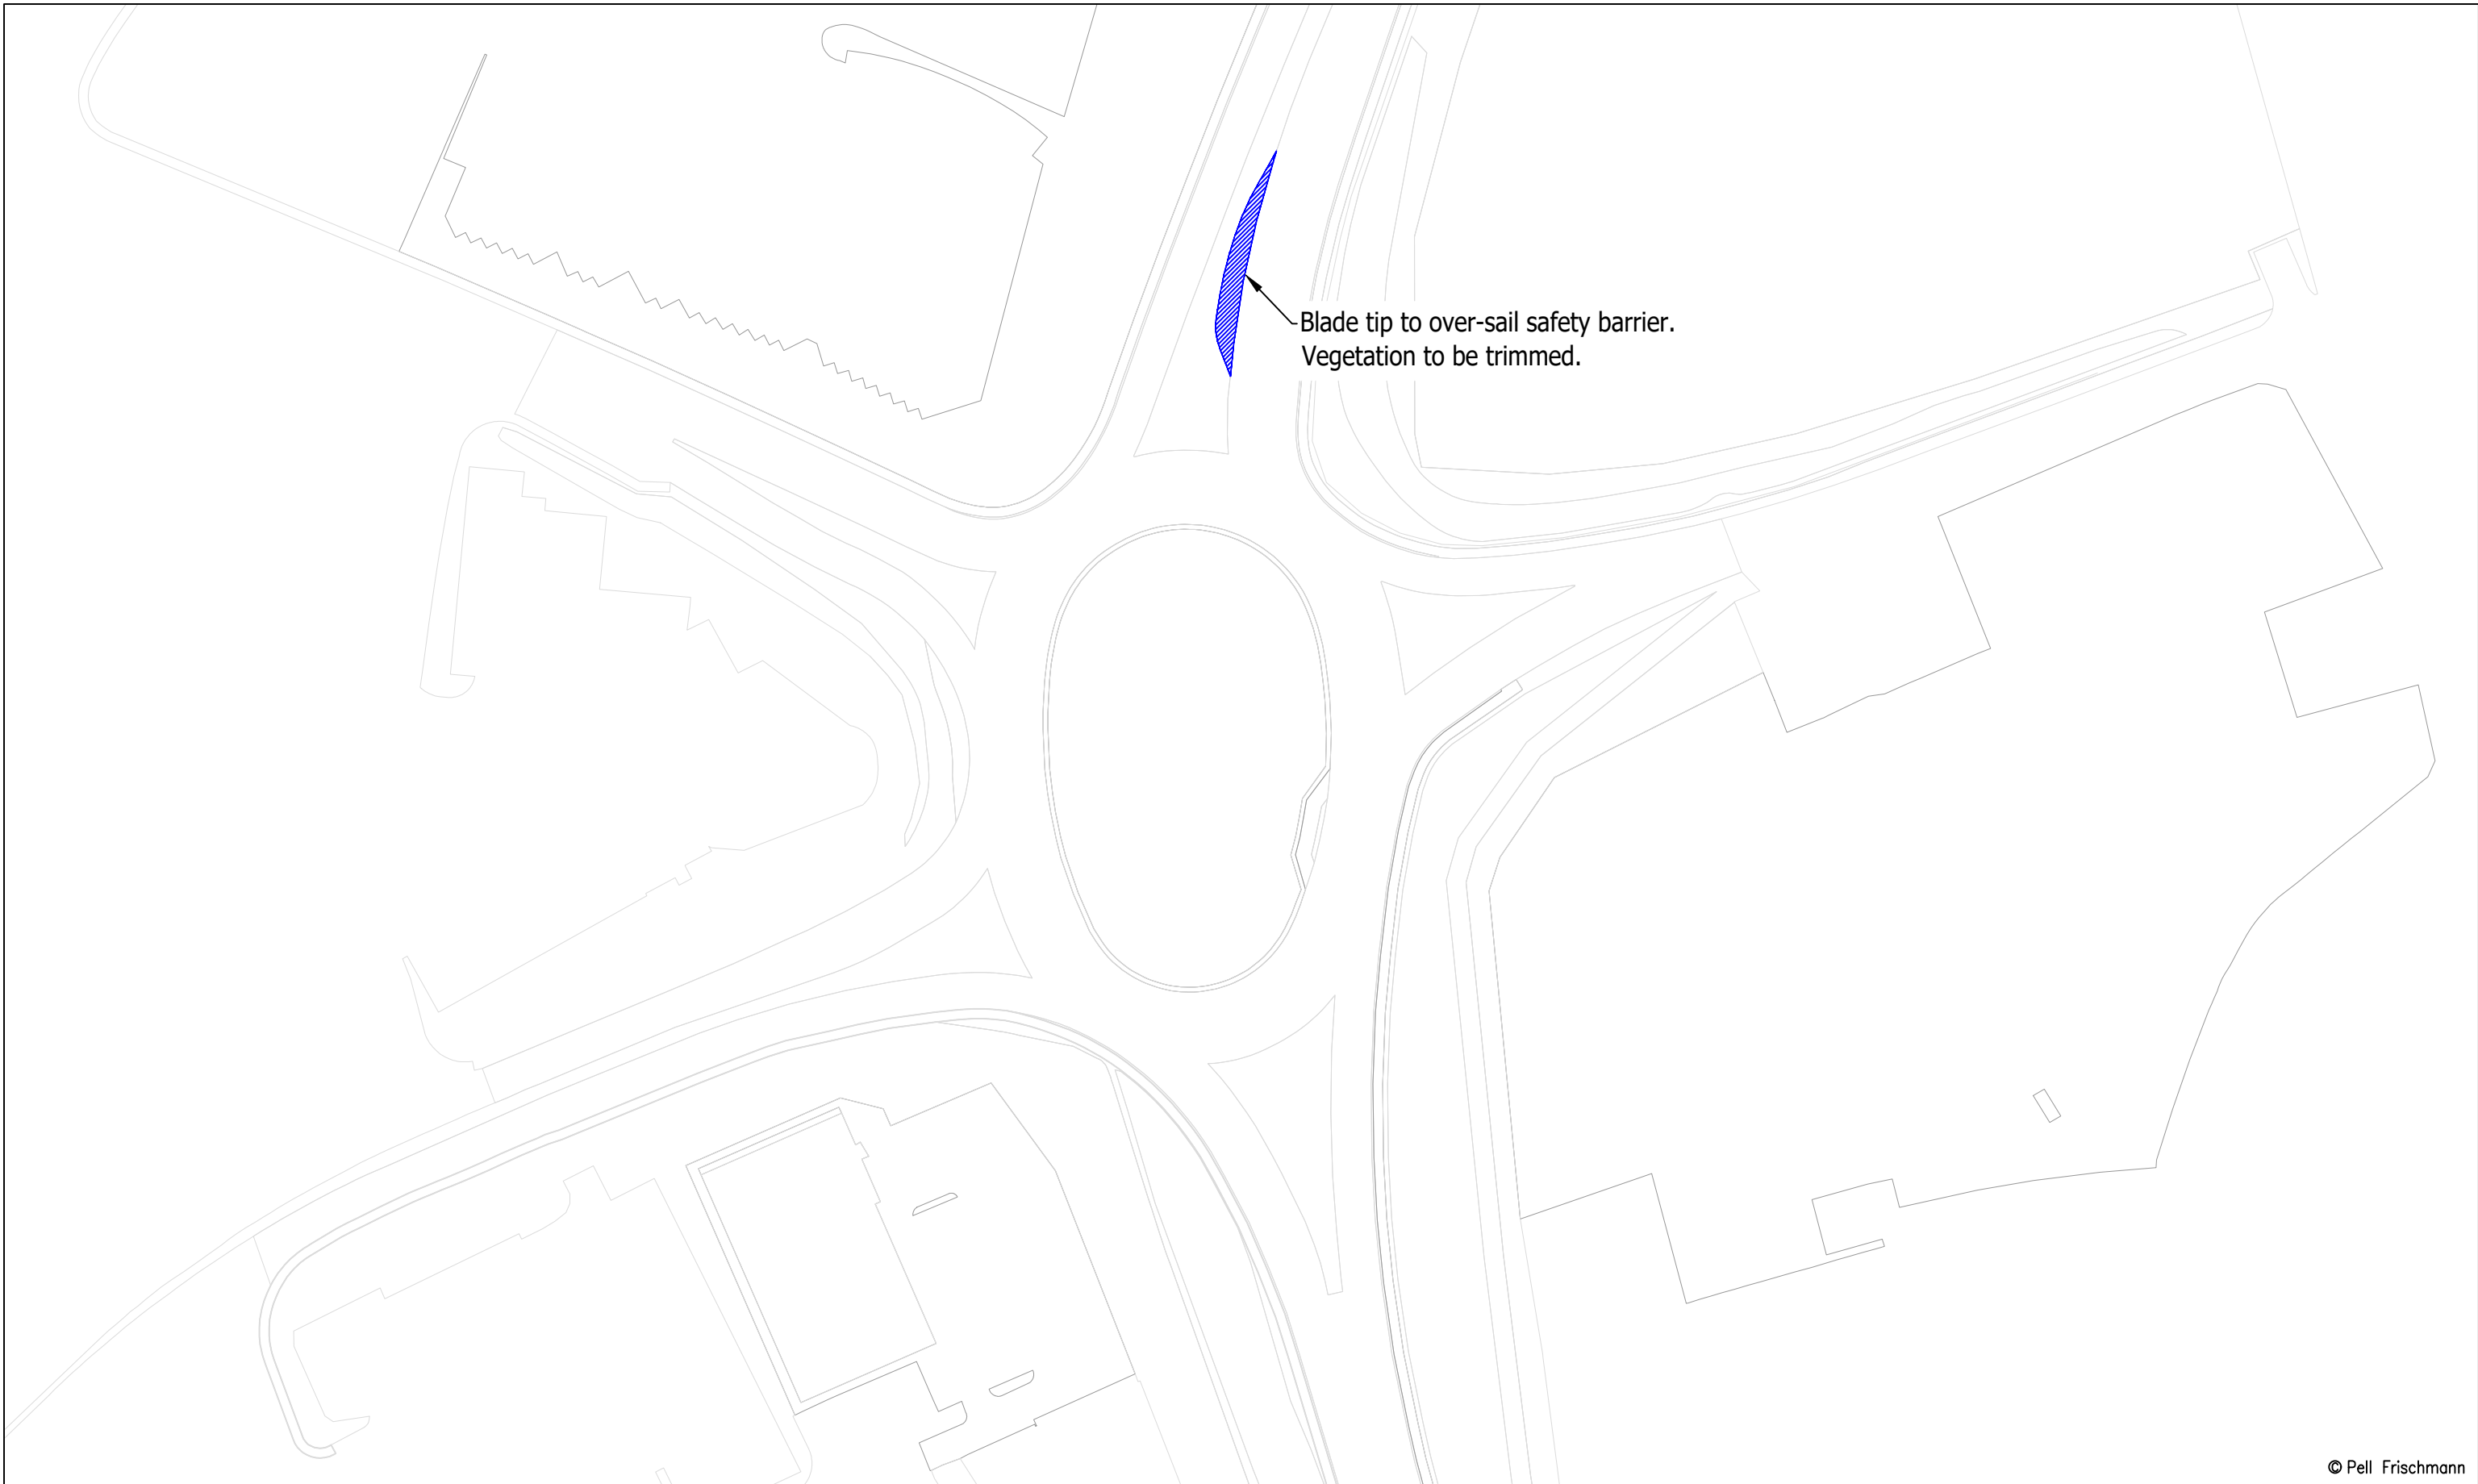 Blade tip to over-sail safety barrier.
Vegetation to be trimmed.
© Pell Frischmann